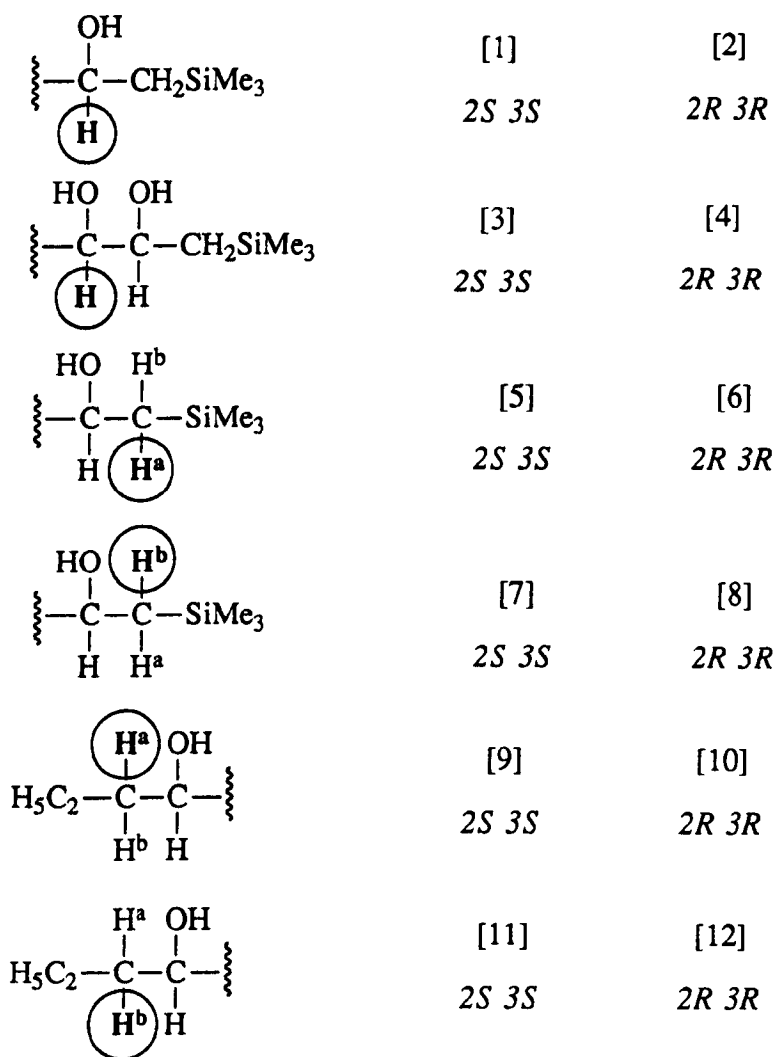 OH
[1] [2]
C—CH₂SiMe₃
2S 3S 2R 3R
H
HO OH
[3] [4]
C—C—CH₂SiMe₃
2S 3S 2R 3R
H H
HO Hᵇ
[5] [6]
C—C—SiMe₃
2S 3S 2R 3R
H Hᵃ
HO Hᵇ
[7] [8]
C—C—SiMe₃
2S 3S 2R 3R
H Hᵃ
Hᵃ OH
[9] [10]
H₅C₂—C—C
2S 3S 2R 3R
Hᵇ H
Hᵃ OH
[11] [12]
H₅C₂—C—C
2S 3S 2R 3R
Hᵇ H